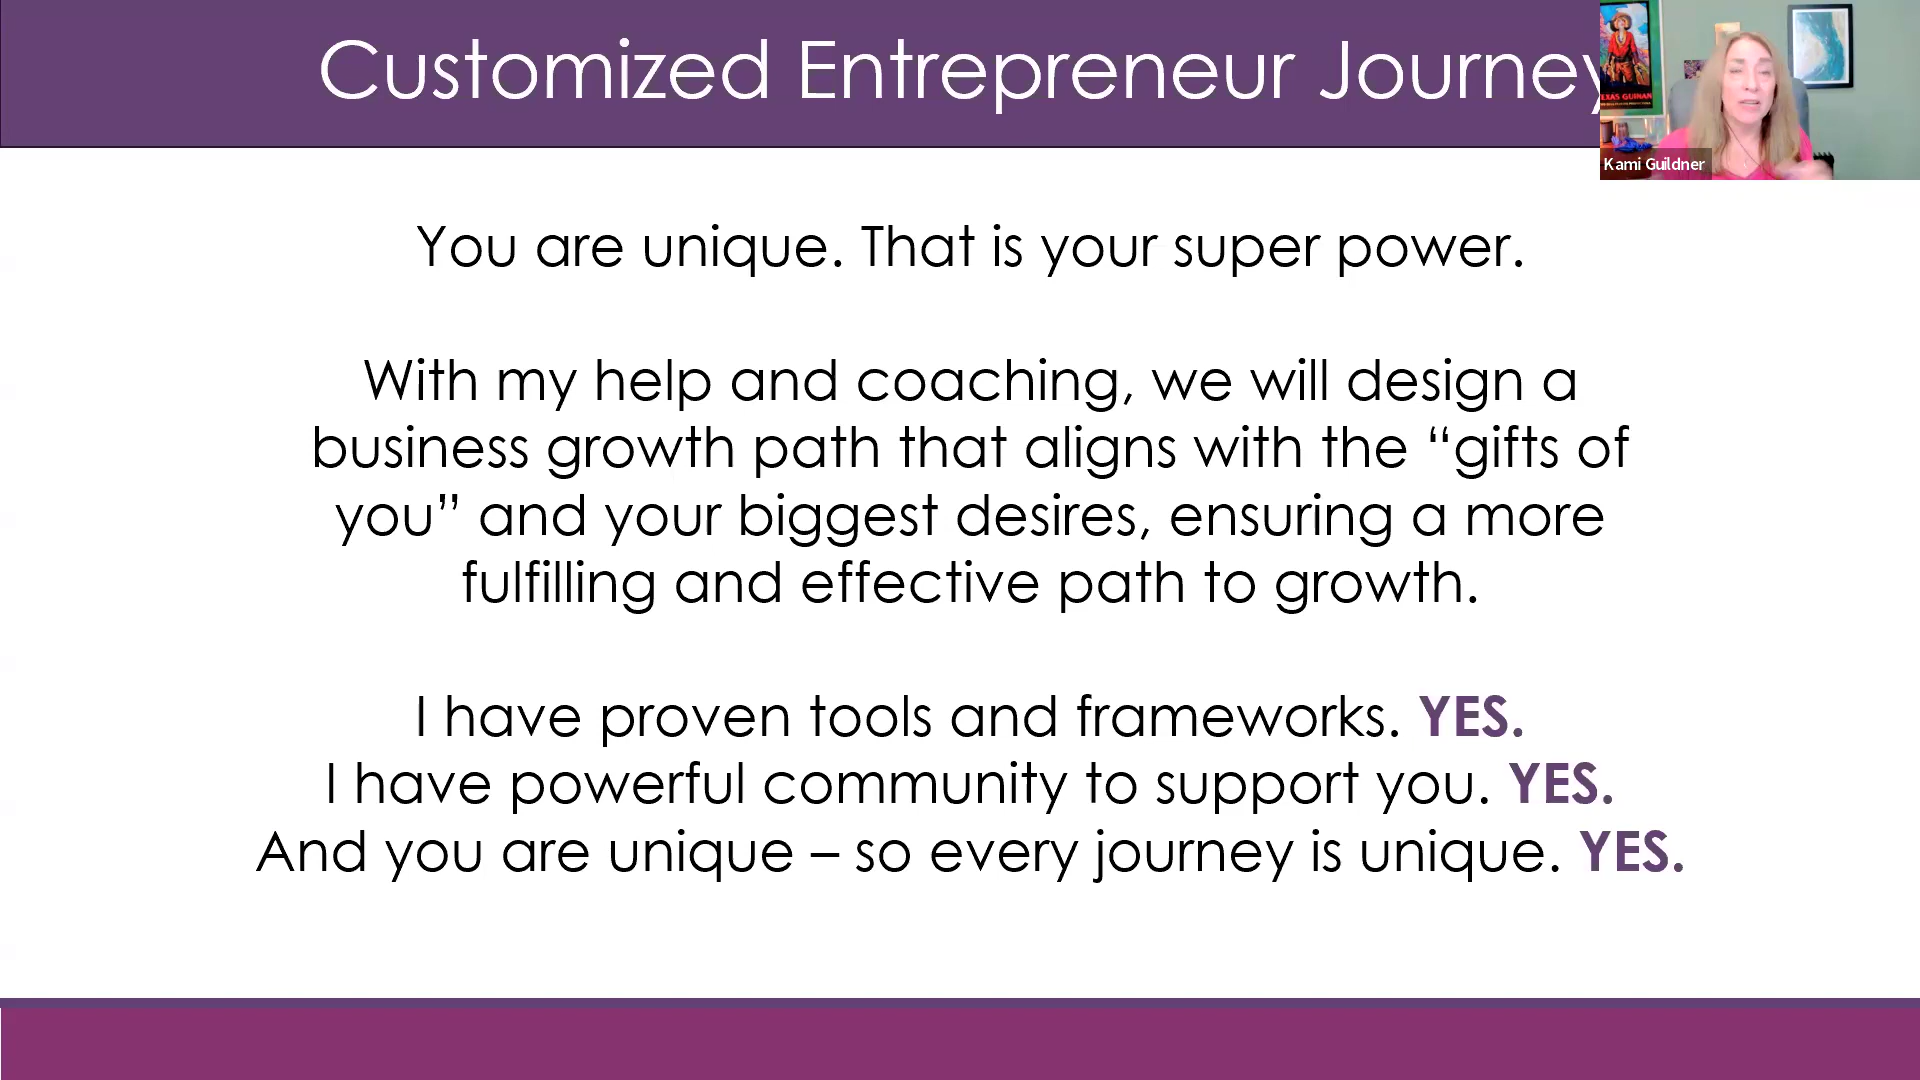 Customized Entrepreneur Journey
TEXAS GUINAN
Kami Guildner
You are unique. That is your super power.
With my help and coaching, we will design a
business growth path that aligns with the “gifts of
you” and your biggest desires, ensuring a more
fulfilling and effective path to growth.
I have proven tools and frameworks. YES.
I have powerful community to support you. YES.
And you are unique – so every journey is unique. YES.